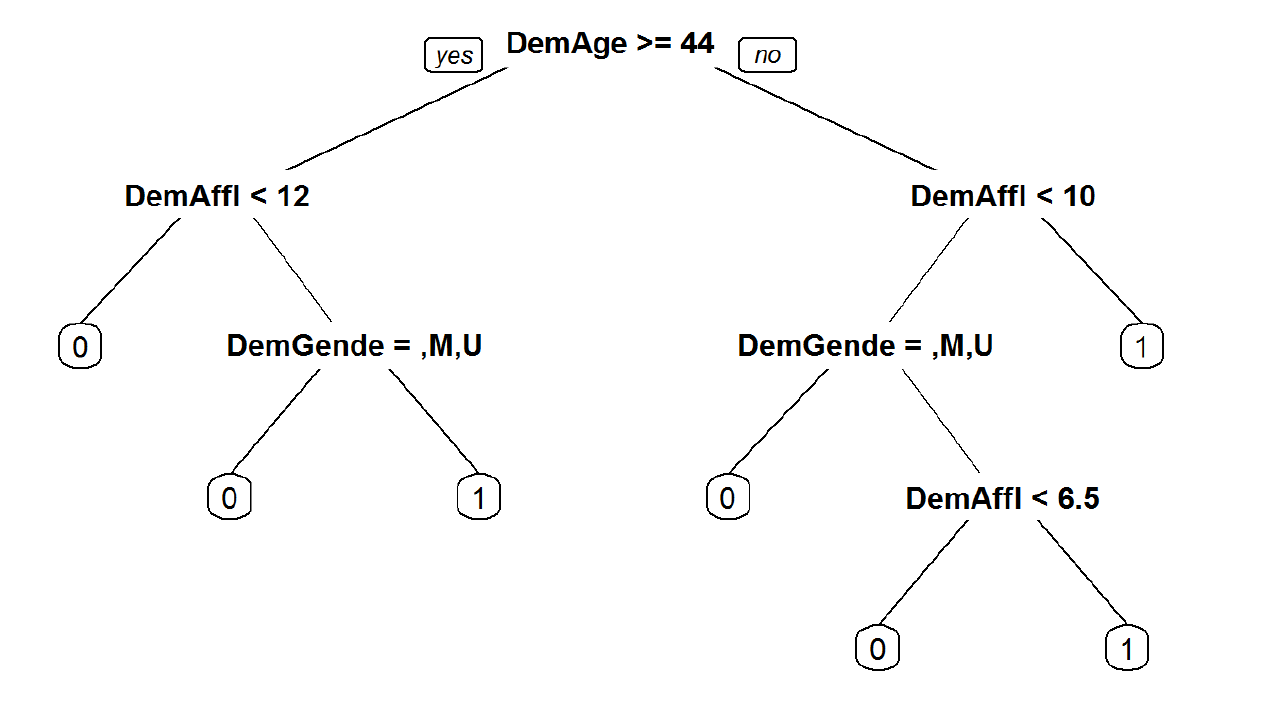 yes DemAge >= 44 no
DemAffl < 12 DemAffl < 10
0 DemGende = ,M,U DemGende = ,M,U 1
0 1 0 DemAffl < 6.5
0 1